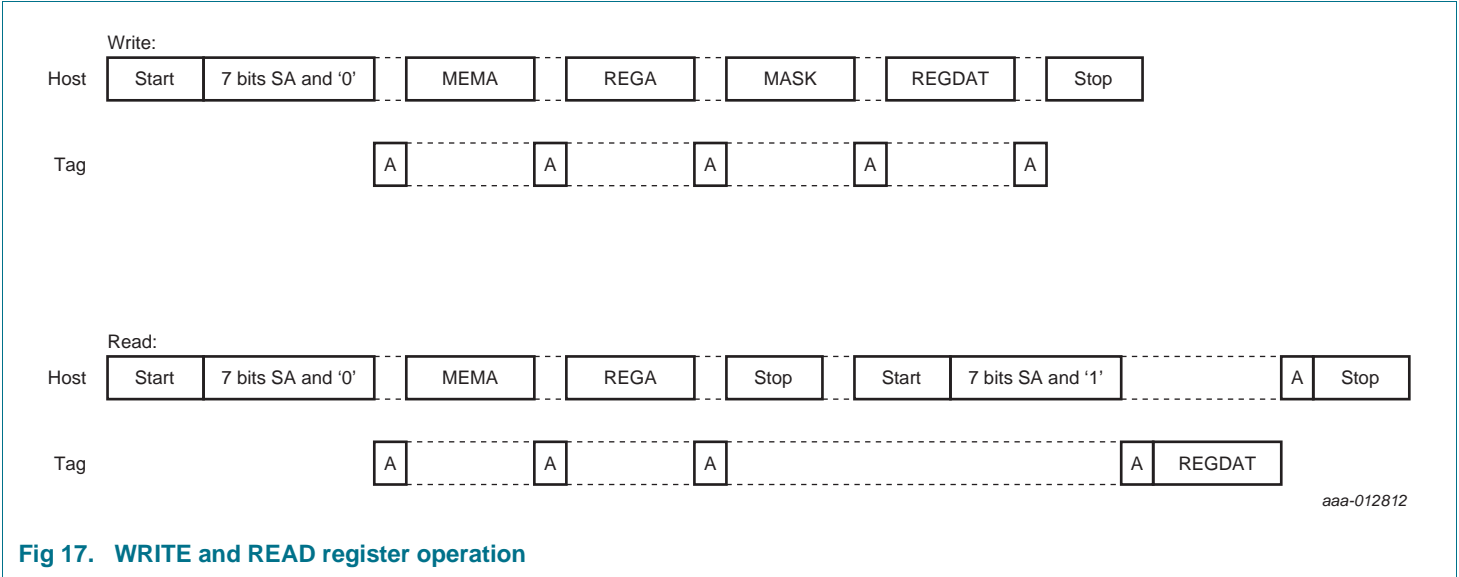 Write:
Host Start 7 bits SA and ‘0’ MEMA REGA MASK REGDAT Stop
Tag A A A A A
Read:
Host Start 7 bits SA and ‘0’ MEMA REGA Stop Start 7 bits SA and ‘1’ A Stop
Tag A A A A REGDAT
aaa-012812
Fig 17. WRITE and READ register operation